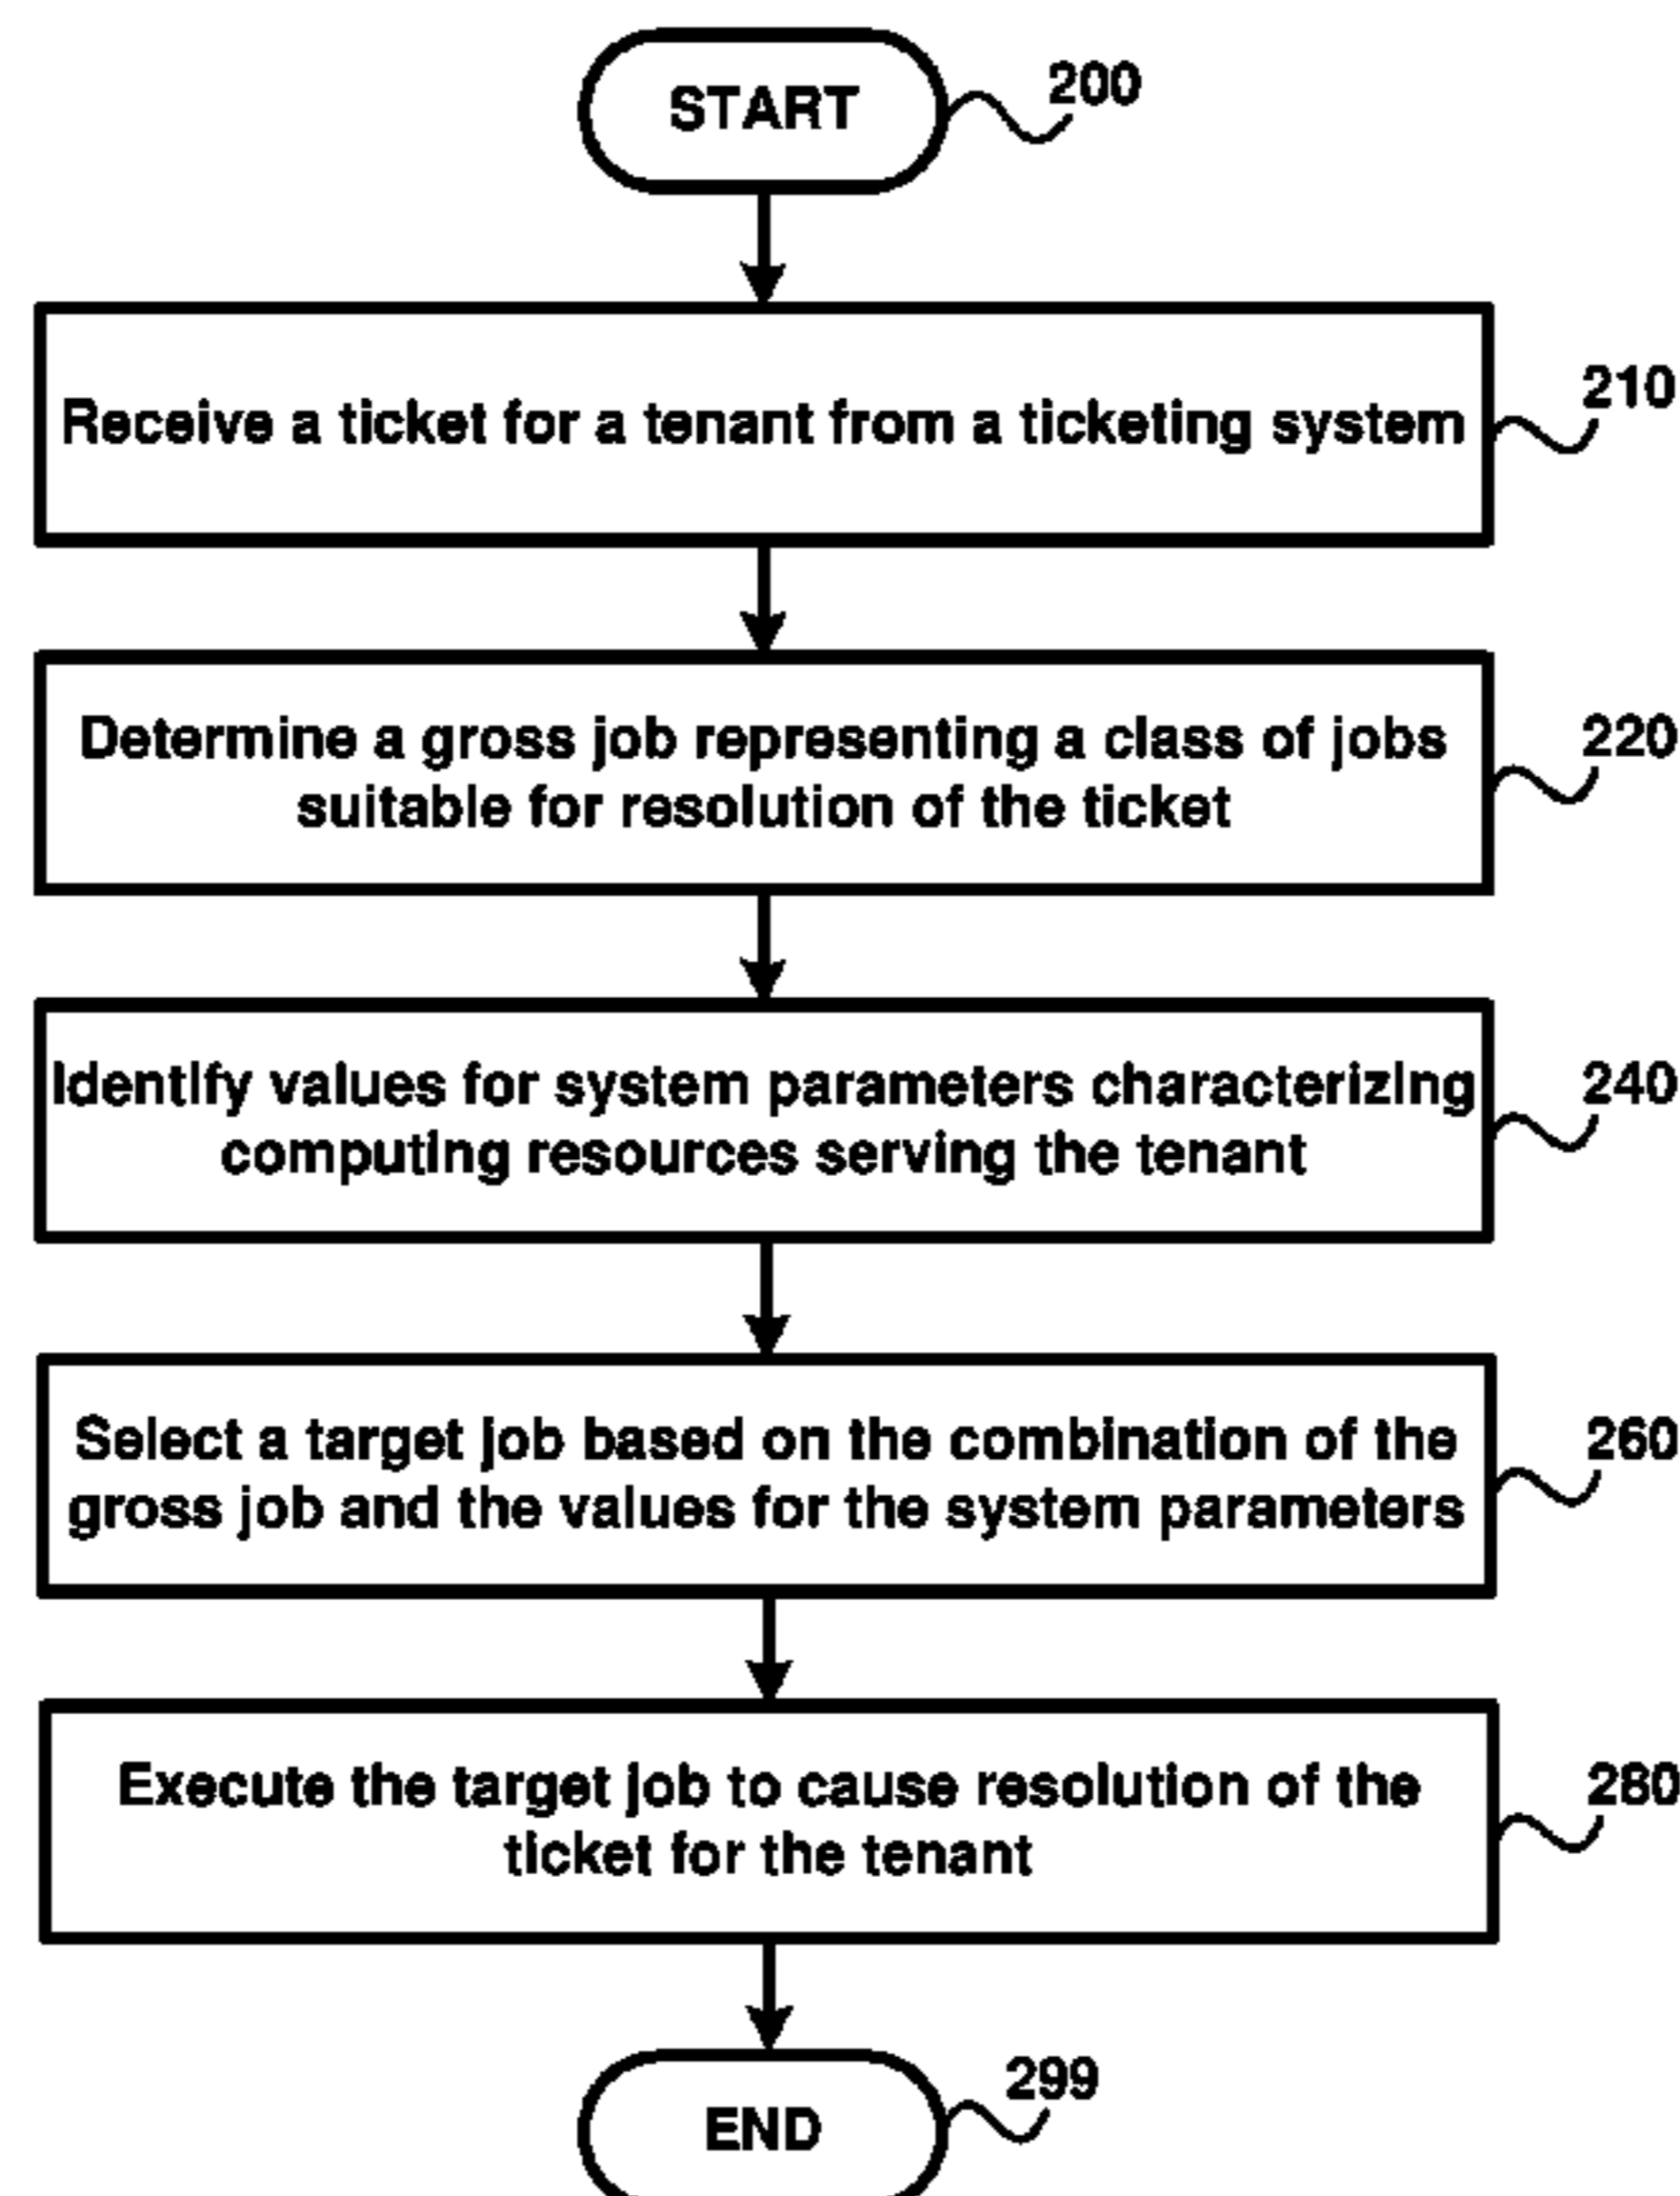 START
200
Receive a ticket for a tenant from a ticketing system
210
Determine a gross job representing a class of jobs
suitable for resolution of the ticket
220
Identify values for system parameters characterizing
computing resources serving the tenant
240
Select a target job based on the combination of the
gross job and the values for the system parameters
260
Execute the target job to cause resolution of the
ticket for the tenant
280
END
299